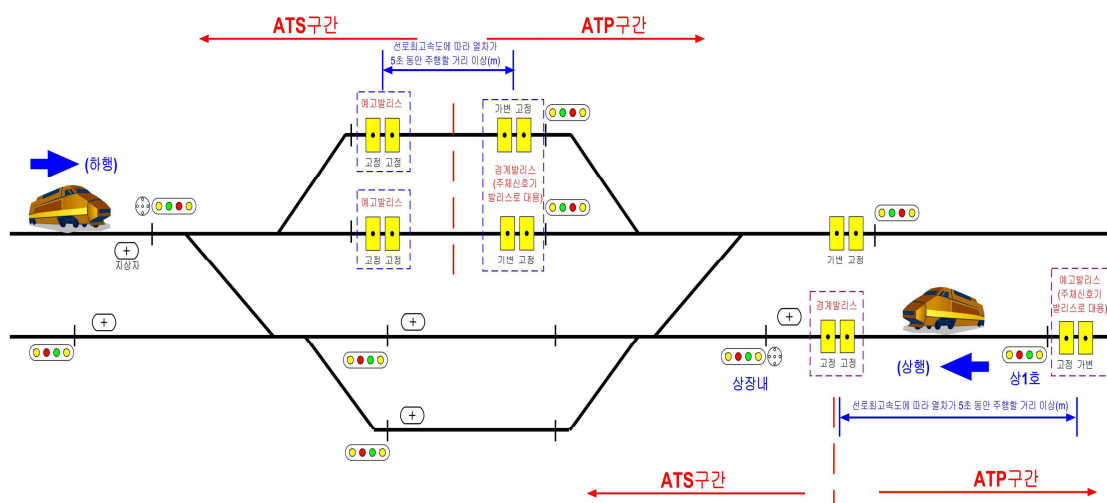 ATS구간
ATP구간
선로최고속도에 따라 열차가
5초 동안 주행할 거리 이상(m)
예고발리스
고정 고정
가변 고정
경계발리스
(주체신호기
발리스로 대용)
(하행)
지상자
예고발리스
고정 고정
기변 고정
기변 고정
예고발리스
(주체신호기
발리스로 대용)
경계발리스
고정 고정
고정 가변
(상행)
상장내
상1호
선로최고속도에 따라 열차가 5초 동안 주행할 거리 이상(m)
ATS구간
ATP구간